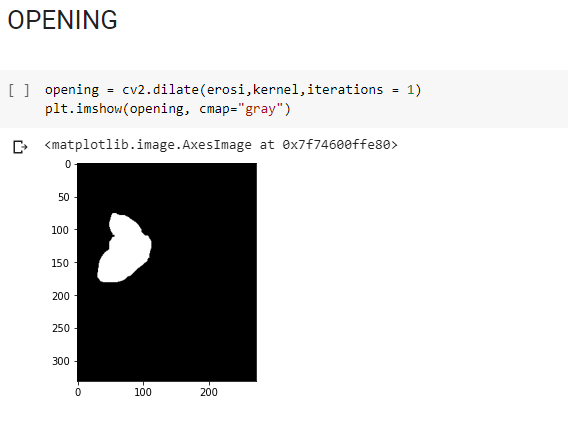 OPENING
[ ] opening = cv2.dilate(erosi,kernel,iterations = 1)
plt.imshow(opening, cmap="gray")
<matplotlib.image.AxesImage at 0x7f74600ffe80>
0
50
100
150
200
250
300
0 100 200